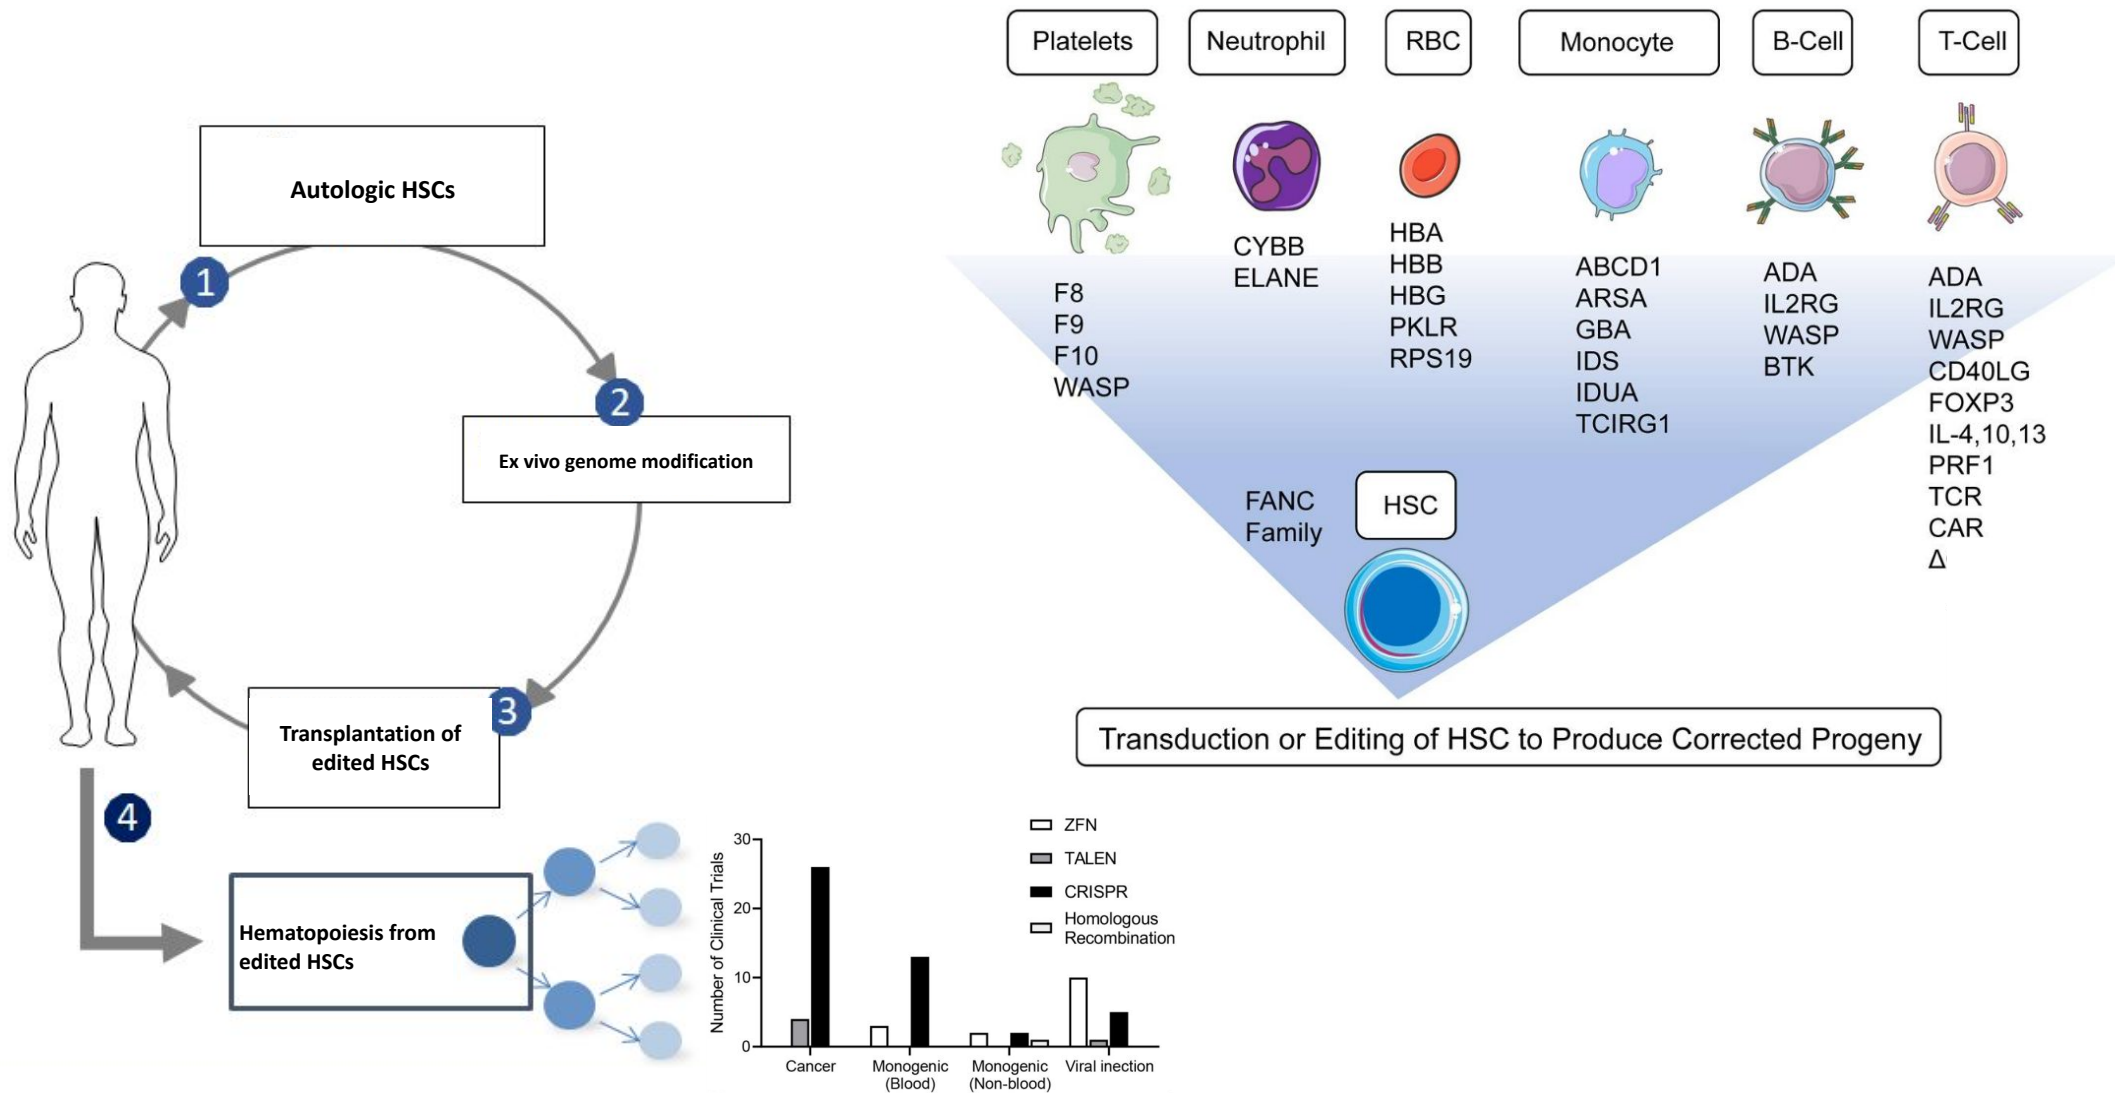 Autologic HSCs
1
2
Ex vivo genome modification
3
Transplantation of
edited HSCs
4
Hematopoiesis from
edited HSCs
Platelets
F8
F9
F10
WASP
Neutrophil
CYBB
ELANE
RBC
HBA
HBB
HBG
PKLR
RPS19
Monocyte
ABCD1
ARSA
GBA
IDS
IDUA
TCIRG1
B-Cell
ADA
IL2RG
WASP
BTK
T-Cell
ADA
IL2RG
WASP
CD40LG
FOXP3
IL-4,10,13
PRF1
TCR
CAR
Δ
FANC
Family
HSC
Transduction or Editing of HSC to Produce Corrected Progeny
Number of Clinical Trials
30
20
10
0
Cancer
Monogenic
(Blood)
Monogenic
(Non-blood)
Viral inection
ZFN
TALEN
CRISPR
Homologous
Recombination